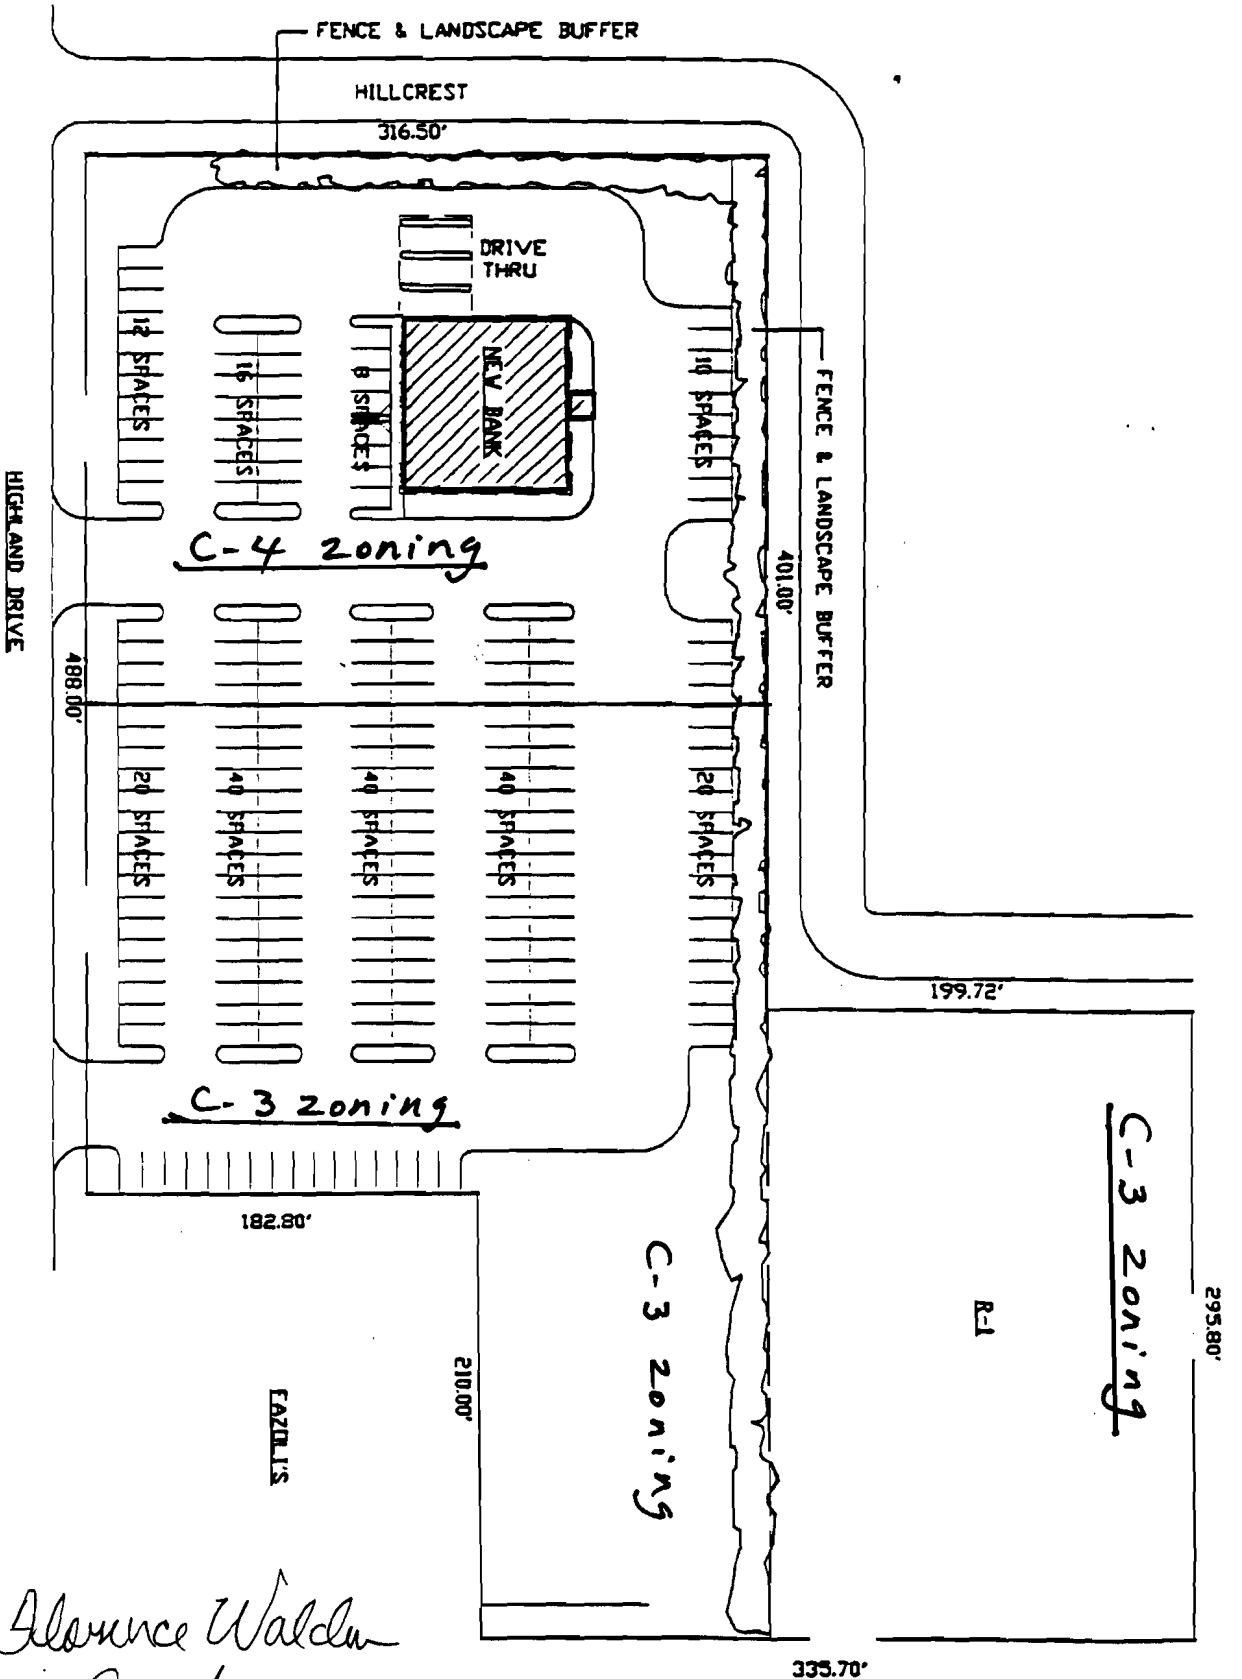 FENCE & LANDSCAPE BUFFER
HILLCREST
316.50'
DRIVE
THRU
12 SPACES
16 SPACES
8 SPACES
NEW BANK
10 SPACES
FENCE & LANDSCAPE BUFFER
401.00'
HIGHLAND DRIVE
C-4 zoning
488.00'
20 SPACES
40 SPACES
40 SPACES
40 SPACES
20 SPACES
199.72'
C-3 zoning
182.80'
C-3 zoning
C-3 zoning
R-1
295.80'
210.00'
FAZOLI'S
Florence Walden
335.70'